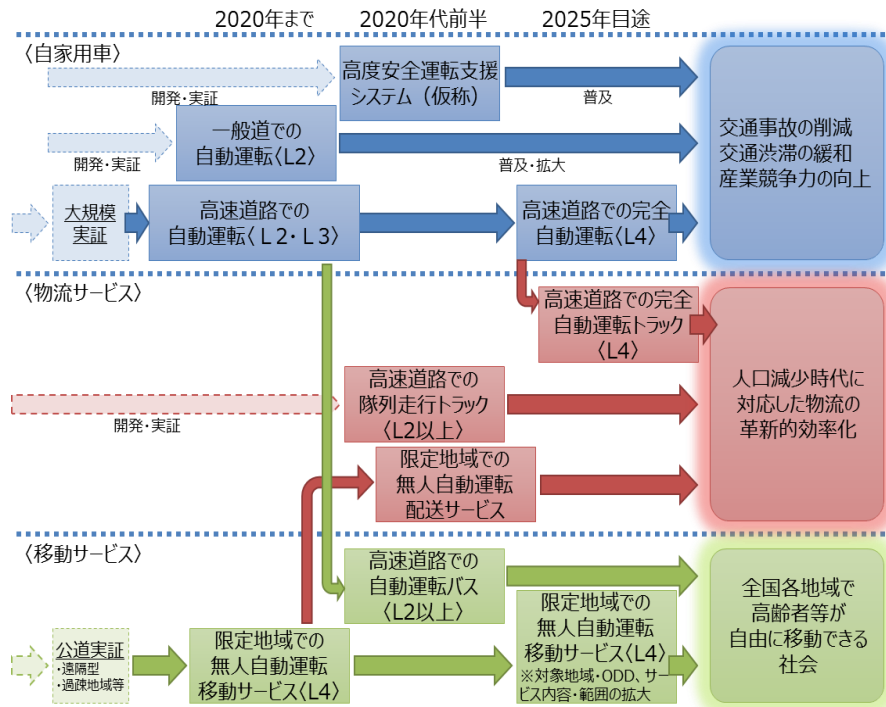 2020年まで
2020年代前半
2025年目途
〈自家用車〉
開発・実証
高度安全運転支援
システム（仮称）
普及
開発・実証
一般道での
自動運転〈L2〉
普及・拡大
大規模
実証
高速道路での
自動運転〈Ｌ２・Ｌ３〉
高速道路での完全
自動運転〈L4〉
交通事故の削減
交通渋滞の緩和
産業競争力の向上
〈物流サービス〉
高速道路での完全
自動運転トラック
〈L4〉
開発・実証
高速道路での
隊列走行トラック
〈L2以上〉
限定地域での
無人自動運転
配送サービス
人口減少時代に
対応した物流の
革新的効率化
〈移動サービス〉
高速道路での
自動運転バス
〈L2以上〉
公道実証
・遠隔型
・過疎地域等
限定地域での
無人自動運転
移動サービス〈L4〉
限定地域での
無人自動運転
移動サービス〈L4〉
※対象地域・ODD、サー
ビス内容・範囲の拡大
全国各地域で
高齢者等が
自由に移動できる
社会